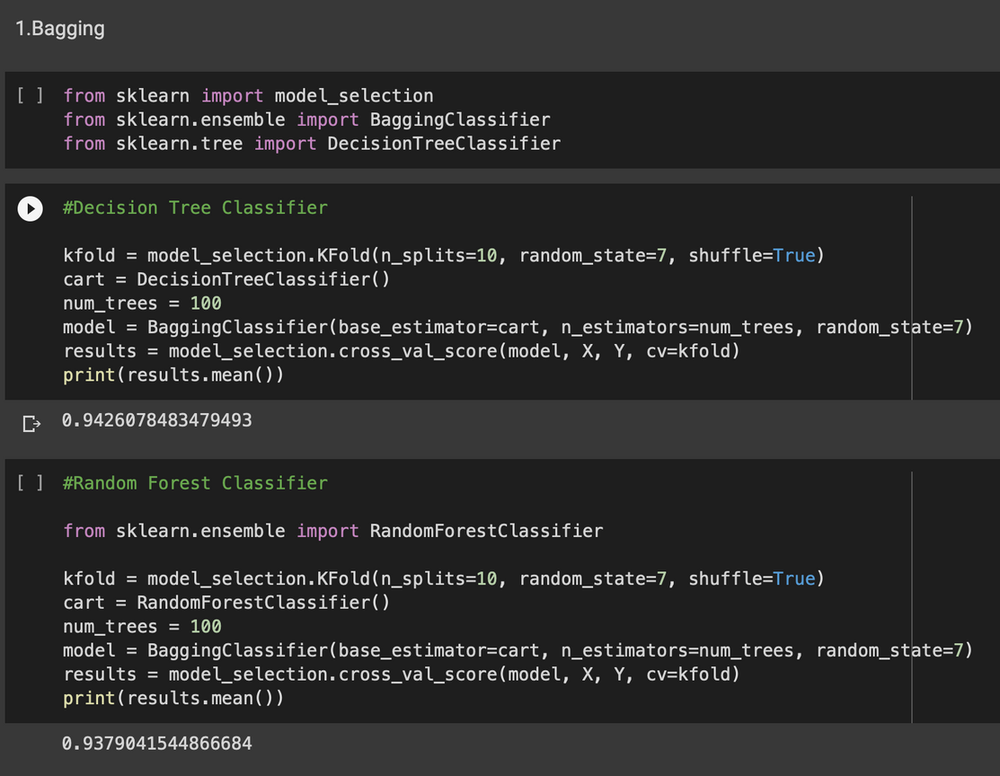 1.Bagging
[ ] from sklearn import model_selection
from sklearn.ensemble import BaggingClassifier
from sklearn.tree import DecisionTreeClassifier
#Decision Tree Classifier
kfold = model_selection.KFold(n_splits=10, random_state=7, shuffle=True)
cart = DecisionTreeClassifier()
num_trees = 100
model = BaggingClassifier(base_estimator=cart, n_estimators=num_trees, random_state=7)
results = model_selection.cross_val_score(model, X, Y, cv=kfold)
print(results.mean())
0.9426078483479493
[ ] #Random Forest Classifier
from sklearn.ensemble import RandomForestClassifier
kfold = model_selection.KFold(n_splits=10, random_state=7, shuffle=True)
cart = RandomForestClassifier()
num_trees = 100
model = BaggingClassifier(base_estimator=cart, n_estimators=num_trees, random_state=7)
results = model_selection.cross_val_score(model, X, Y, cv=kfold)
print(results.mean())
0.9379041544866684